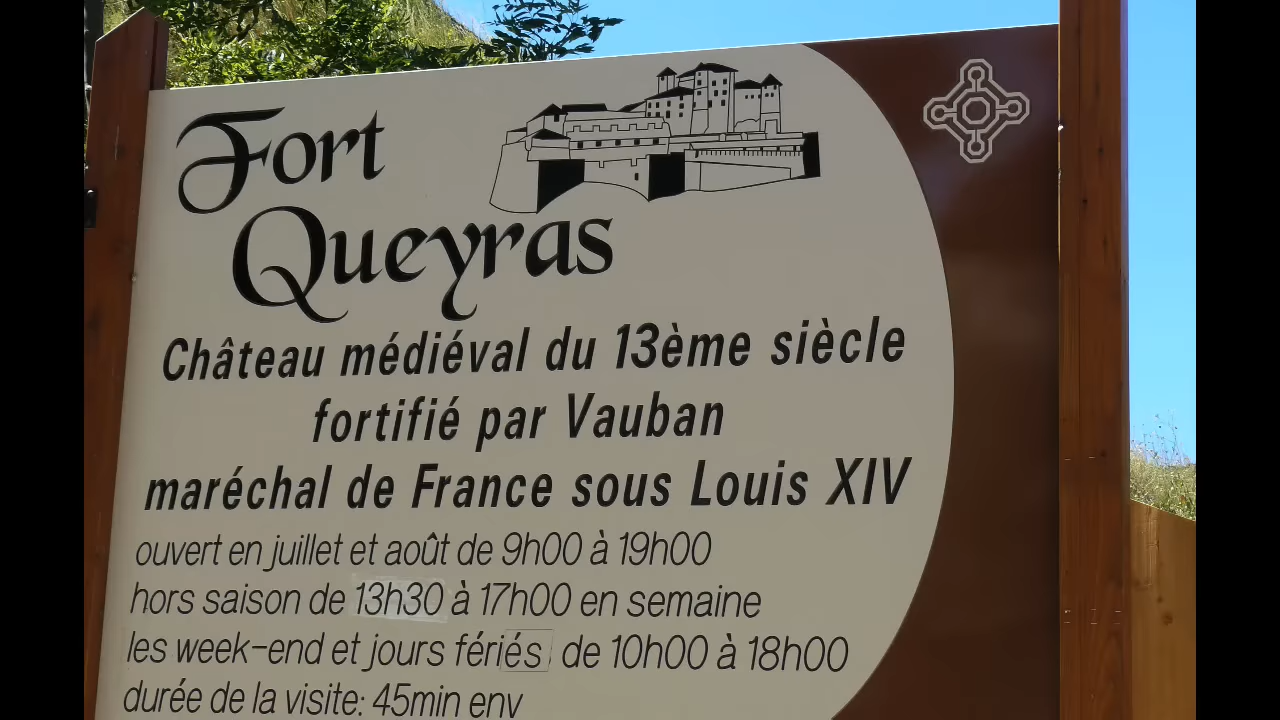 Fort
Queyras
Château médiéval du 13ème siècle
fortifié par Vauban
maréchal de France sous Louis XIV
ouvert en juillet et août de 9h00 à 19h00
hors saison de 13h30 à 17h00 en semaine
les week-end et jours fériés de 10h00 à 18h00
durée de la visite: 45min env